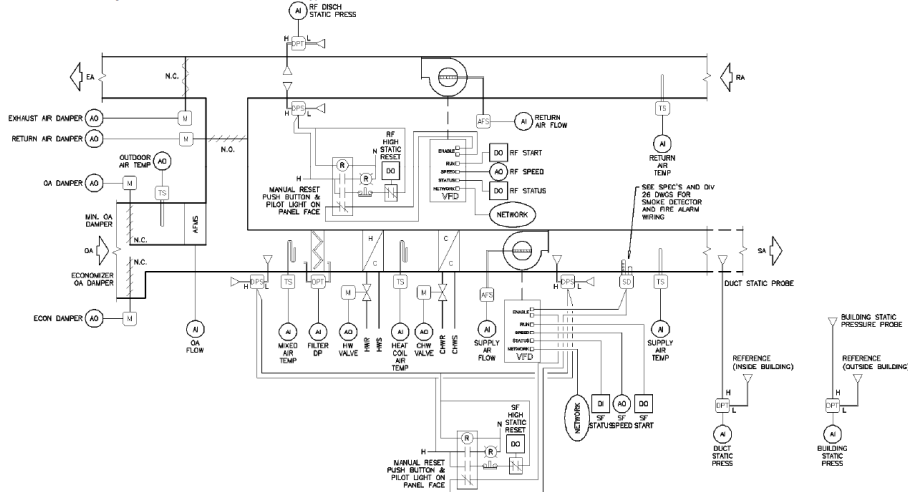 AI
RF DISCH
STATIC PRESS
H
L
DPT
EA
N.C.
RA
EXHAUST AIR DAMPER
AO
M
DPS
H
L
AFS
AI
RETURN
AIR FLOW
TS
RETURN AIR DAMPER
AO
M
N.O.
OUTDOOR
AIR TEMP
AO
TS
RF
HIGH
STATIC
RESET
DO
R
N
H
R
MANUAL RESET
PUSH BUTTON &
PILOT LIGHT ON
PANEL FACE
ENABLE
RUN
SPEED
STATUS
NETWORK
VFD
DO
RF START
AO
RF SPEED
DO
RF STATUS
NETWORK
AI
RETURN
AIR
TEMP
OA DAMPER
AO
M
AFMS
MIN. OA
DAMPER
N.C.
OA
N.C.
ECONOMIZER
OA DAMPER
ECON DAMPER
AO
M
SEE SPEC'S AND DIV
26 DWGS FOR
SMOKE DETECTOR
AND FIRE ALARM
WIRING
H
C
C
C
SA
DUCT STATIC PROBE
DPS
H
L
TS
DPT
M
TS
M
AFS
DPS
H
L
SD
TS
AI
OA
FLOW
AI
MIXED
AIR
TEMP
AI
FILTER
DP
AO
HW
VALVE
HWR
HWS
AI
HEAT
COIL
AIR
TEMP
AO
CHW
VALVE
CHWR
CHWS
AI
SUPPLY
AIR
FLOW
ENABLE
RUN
SPEED
STATUS
NETWORK
VFD
AI
SUPPLY
AIR
TEMP
BUILDING STATIC
PRESSURE PROBE
REFERENCE
(INSIDE BUILDING)
REFERENCE
(OUTSIDE BUILDING)
H
L
DPT
H
L
DPT
NETWORK
DI
SF
STATUS
AO
SF
SPEED
DO
SF
START
AI
DUCT
STATIC
PRESS
AI
BUILDING
STATIC
PRESS
SF
HIGH
STATIC
RESET
DO
R
N
H
R
MANUAL RESET
PUSH BUTTON &
PILOT LIGHT ON
PANEL FACE